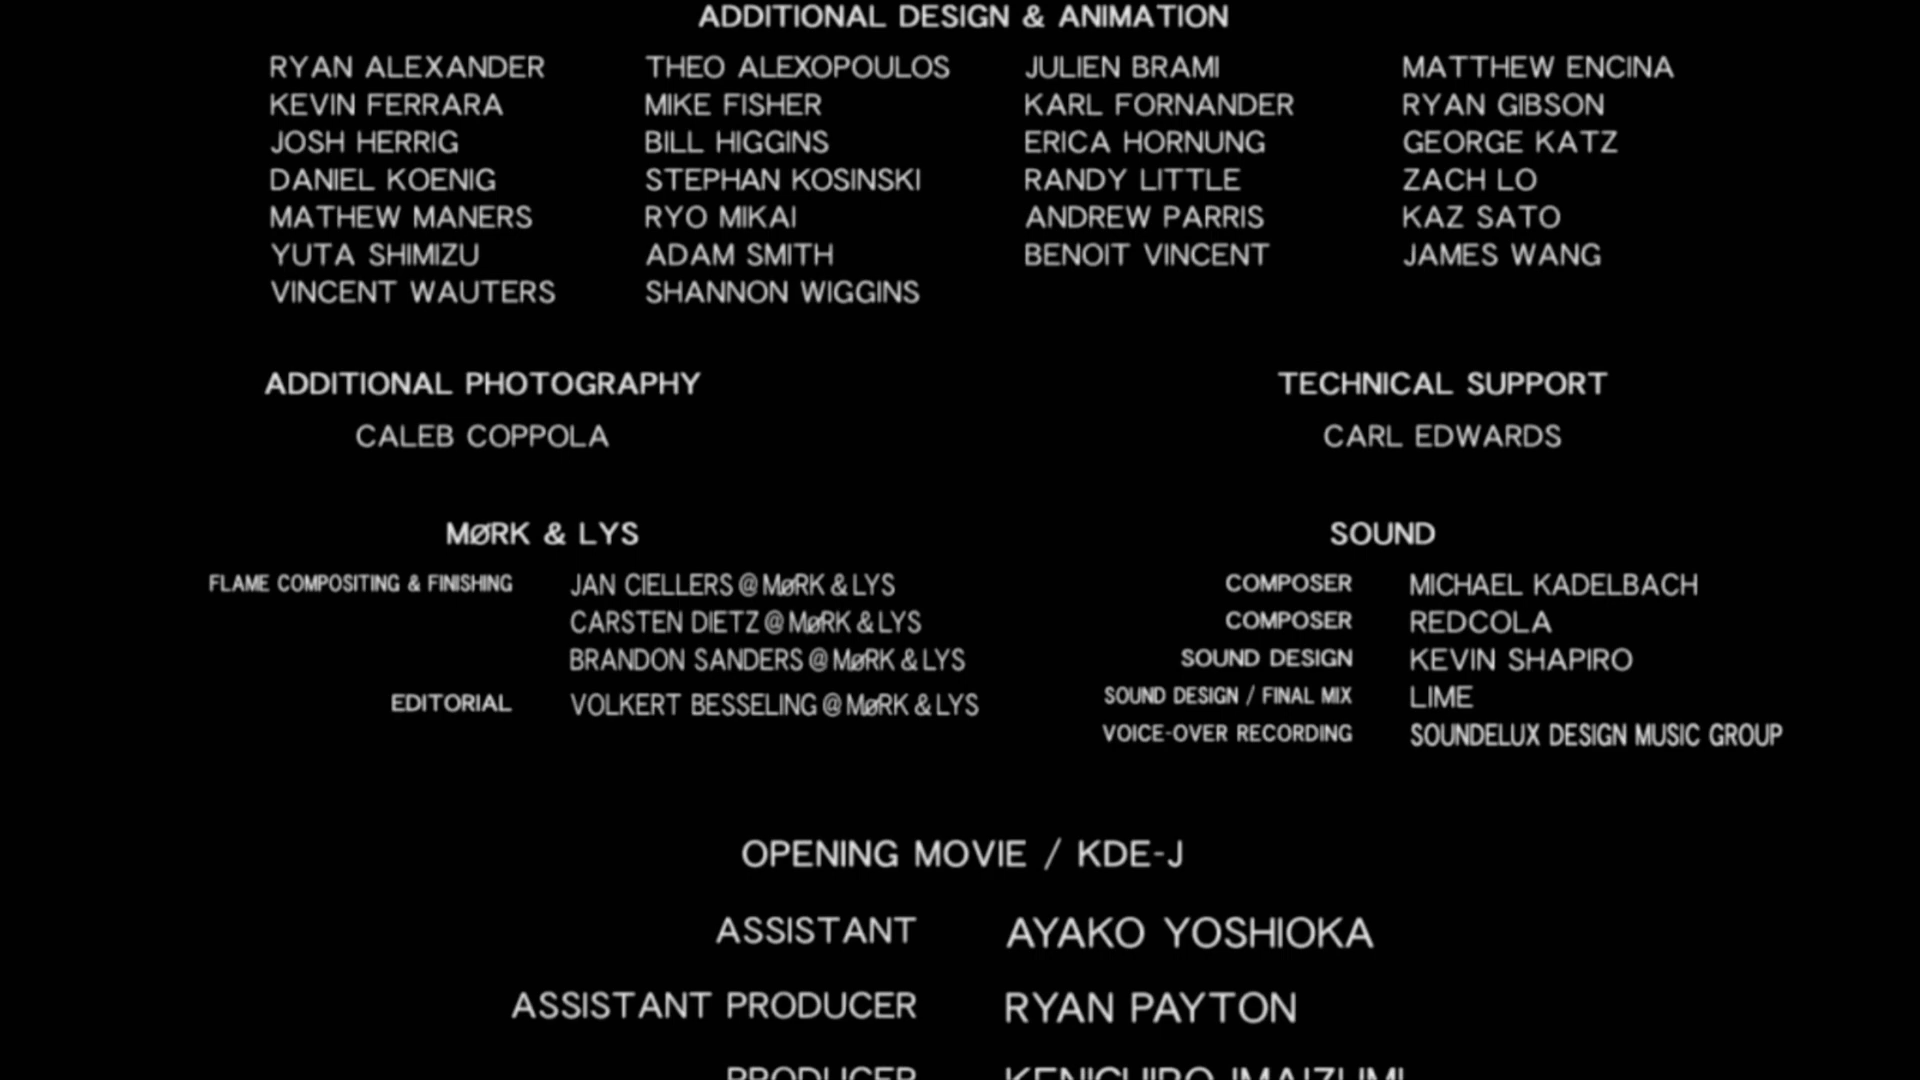 ADDITIONAL DESIGN & ANIMATION
RYAN ALEXANDER THEO ALEXOPOULOS JULIEN BRAMI MATTHEW ENCINA
KEVIN FERRARA MIKE FISHER KARL FORNANDER RYAN GIBSON
JOSH HERRIG BILL HIGGINS ERICA HORNUNG GEORGE KATZ
DANIEL KOENIG STEPHAN KOSINSKI RANDY LITTLE ZACH LO
MATHEW MANERS RYO MIKAI ANDREW PARRIS KAZ SATO
YUTA SHIMIZU ADAM SMITH BENOIT VINCENT JAMES WANG
VINCENT WAUTERS SHANNON WIGGINS
ADDITIONAL PHOTOGRAPHY
CALEB COPPOLA
TECHNICAL SUPPORT
CARL EDWARDS
MØRK & LYS
FLAME COMPOSITING & FINISHING JAN CIELLERS @ MøRK & LYS
CARSTEN DIETZ @ MøRK & LYS
BRANDON SANDERS @ MøRK & LYS
EDITORIAL VOLKERT BESSELING @ MøRK & LYS
SOUND
COMPOSER MICHAEL KADELBACH
COMPOSER REDCOLA
SOUND DESIGN KEVIN SHAPIRO
SOUND DESIGN / FINAL MIX LIME
VOICE-OVER RECORDING SOUNDELUX DESIGN MUSIC GROUP
OPENING MOVIE / KDE-J
ASSISTANT AYAKO YOSHIOKA
ASSISTANT PRODUCER RYAN PAYTON
PRODUCER KENICHIRO IMAIZUMI